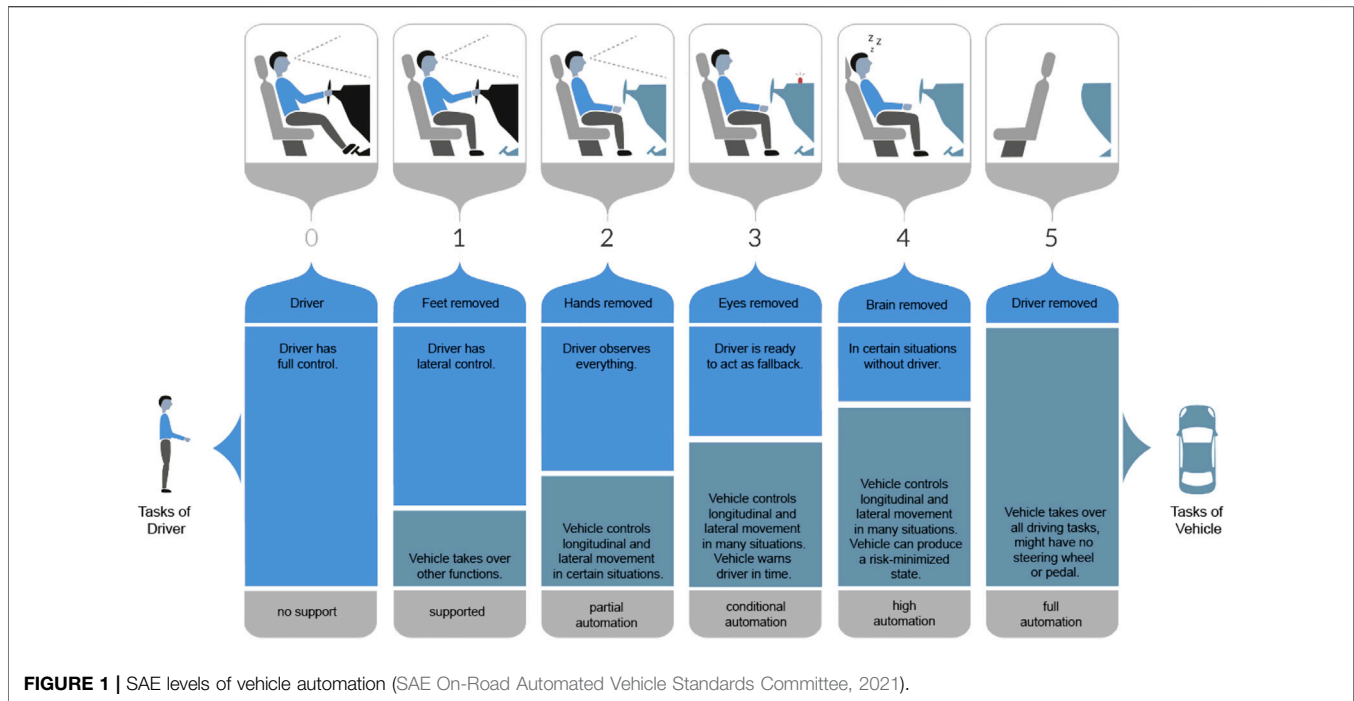 z z
z
0
1
2
3
4
5
Driver
Feet removed
Hands removed
Eyes removed
Brain removed
Driver removed
Driver has
full control.
Driver has
lateral control.
Driver observes
everything.
Driver is ready
to act as fallback.
In certain situations
without driver.
Tasks of
Driver
Vehicle takes over
other functions.
Vehicle controls
longitudinal and
lateral movement
in certain situations.
Vehicle controls
longitudinal and
lateral movement
in many situations.
Vehicle warns
driver in time.
Vehicle controls
longitudinal and
lateral movement
in many situations.
Vehicle can produce
a risk-minimized
state.
Vehicle takes over
all driving tasks,
might have no
steering wheel
or pedal.
Tasks of
Vehicle
no support
supported
partial
automation
conditional
automation
high
automation
full
automation
FIGURE 1 | SAE levels of vehicle automation (SAE On-Road Automated Vehicle Standards Committee, 2021).